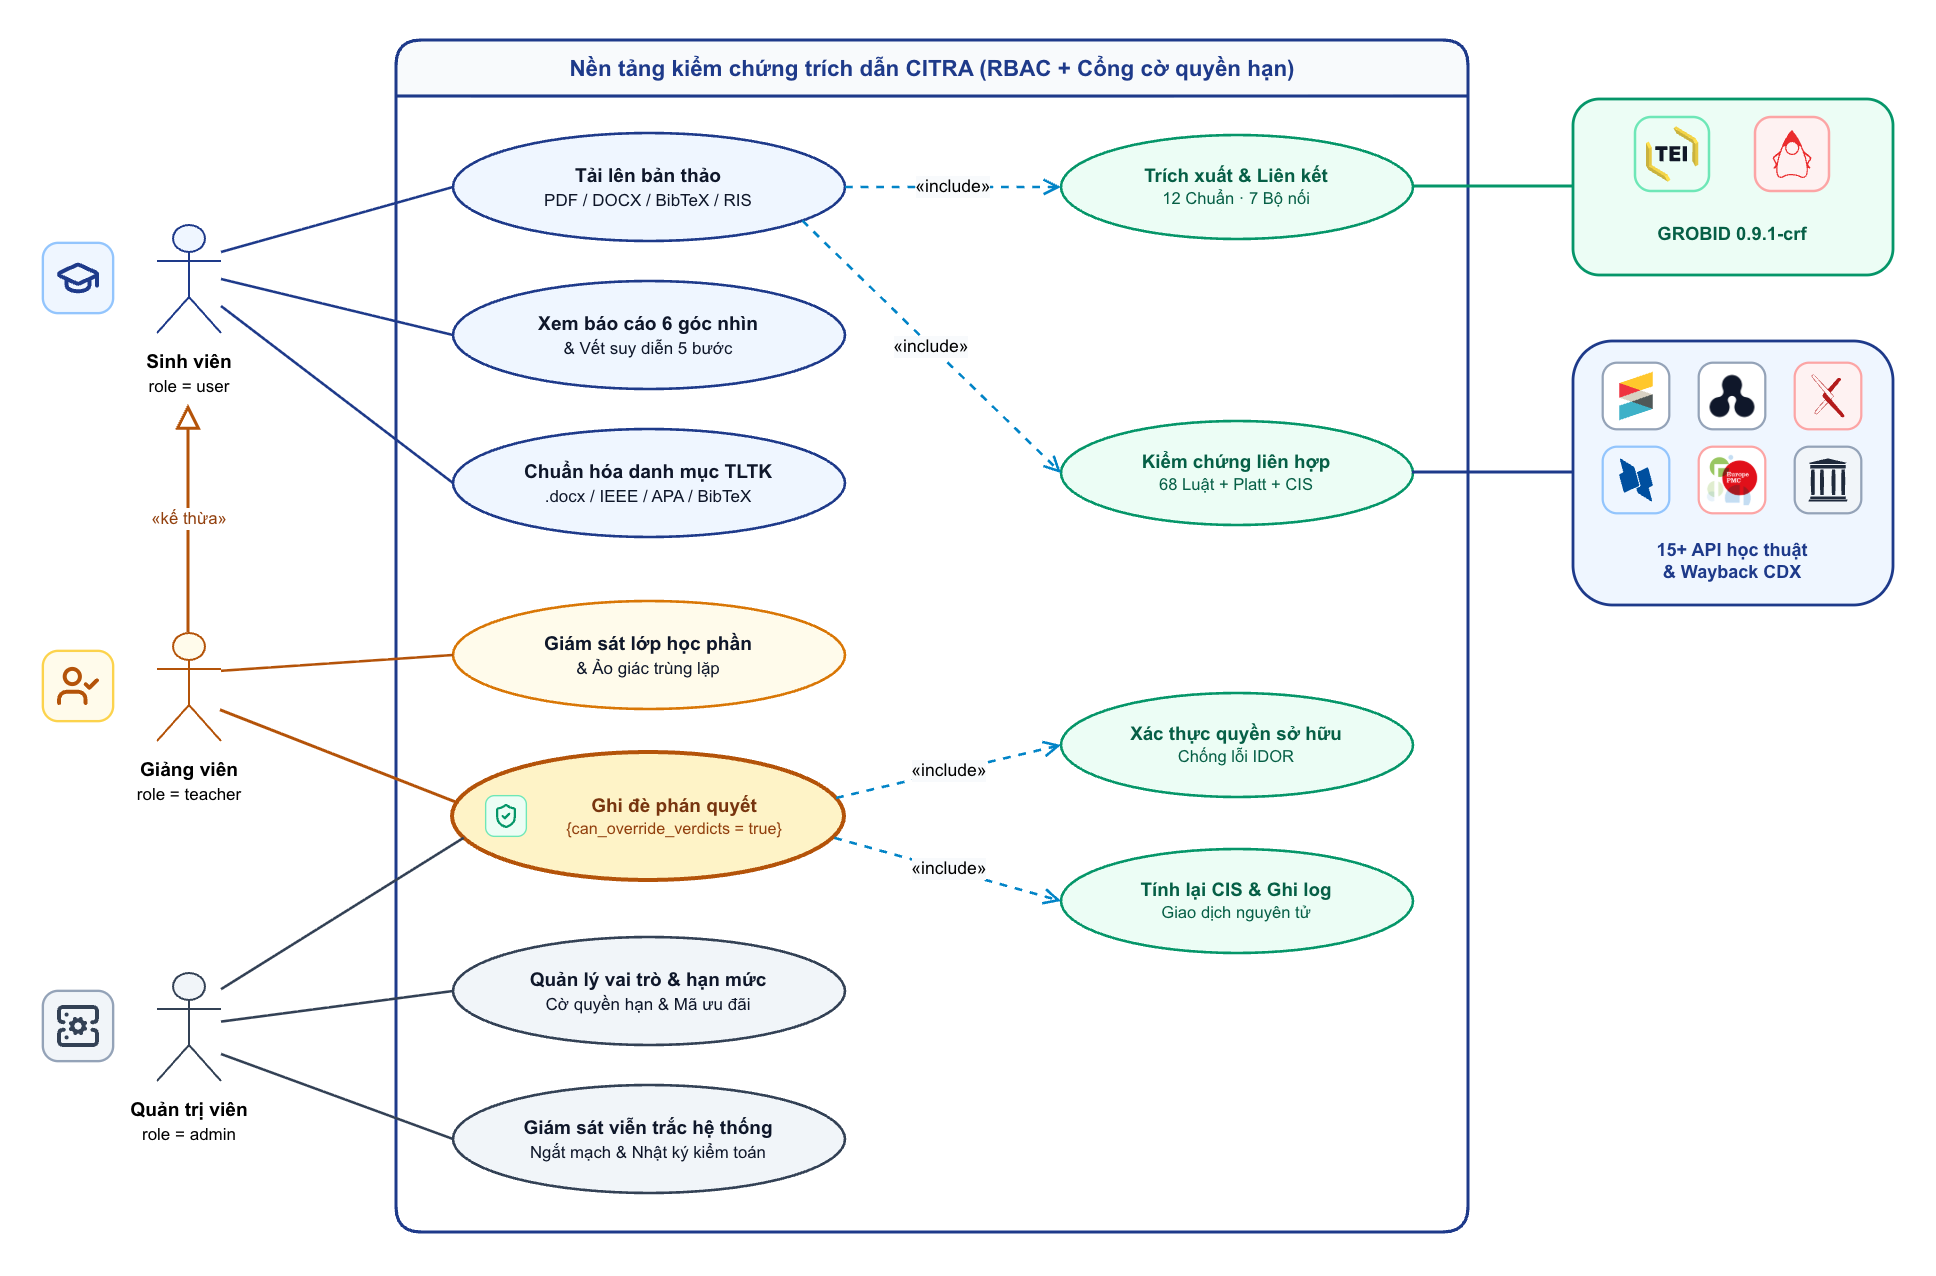 Nền tảng kiểm chứng trích dẫn CITRA (RBAC + Cổng cờ quyền hạn)
Tải lên bản thảo
PDF / DOCX / BibTeX / RIS
«include»
Trích xuất & Liên kết
12 Chuẩn · 7 Bộ nối
TEI
GROBID 0.9.1-crf
Sinh viên
role = user
Xem báo cáo 6 góc nhìn
& Vết suy diễn 5 bước
«include»
Chuẩn hóa danh mục TLTK
.docx / IEEE / APA / BibTeX
Kiểm chứng liên hợp
68 Luật + Platt + CIS
Europe
PMC
15+ API học thuật
& Wayback CDX
«kế thừa»
Giảng viên
role = teacher
Giám sát lớp học phần
& Ảo giác trùng lặp
Ghi đè phán quyết
{can_override_verdicts = true}
«include»
Xác thực quyền sở hữu
Chống lỗi IDOR
«include»
Tính lại CIS & Ghi log
Giao dịch nguyên tử
Quản trị viên
role = admin
Quản lý vai trò & hạn mức
Cờ quyền hạn & Mã ưu đãi
Giám sát viễn trắc hệ thống
Ngắt mạch & Nhật ký kiểm toán